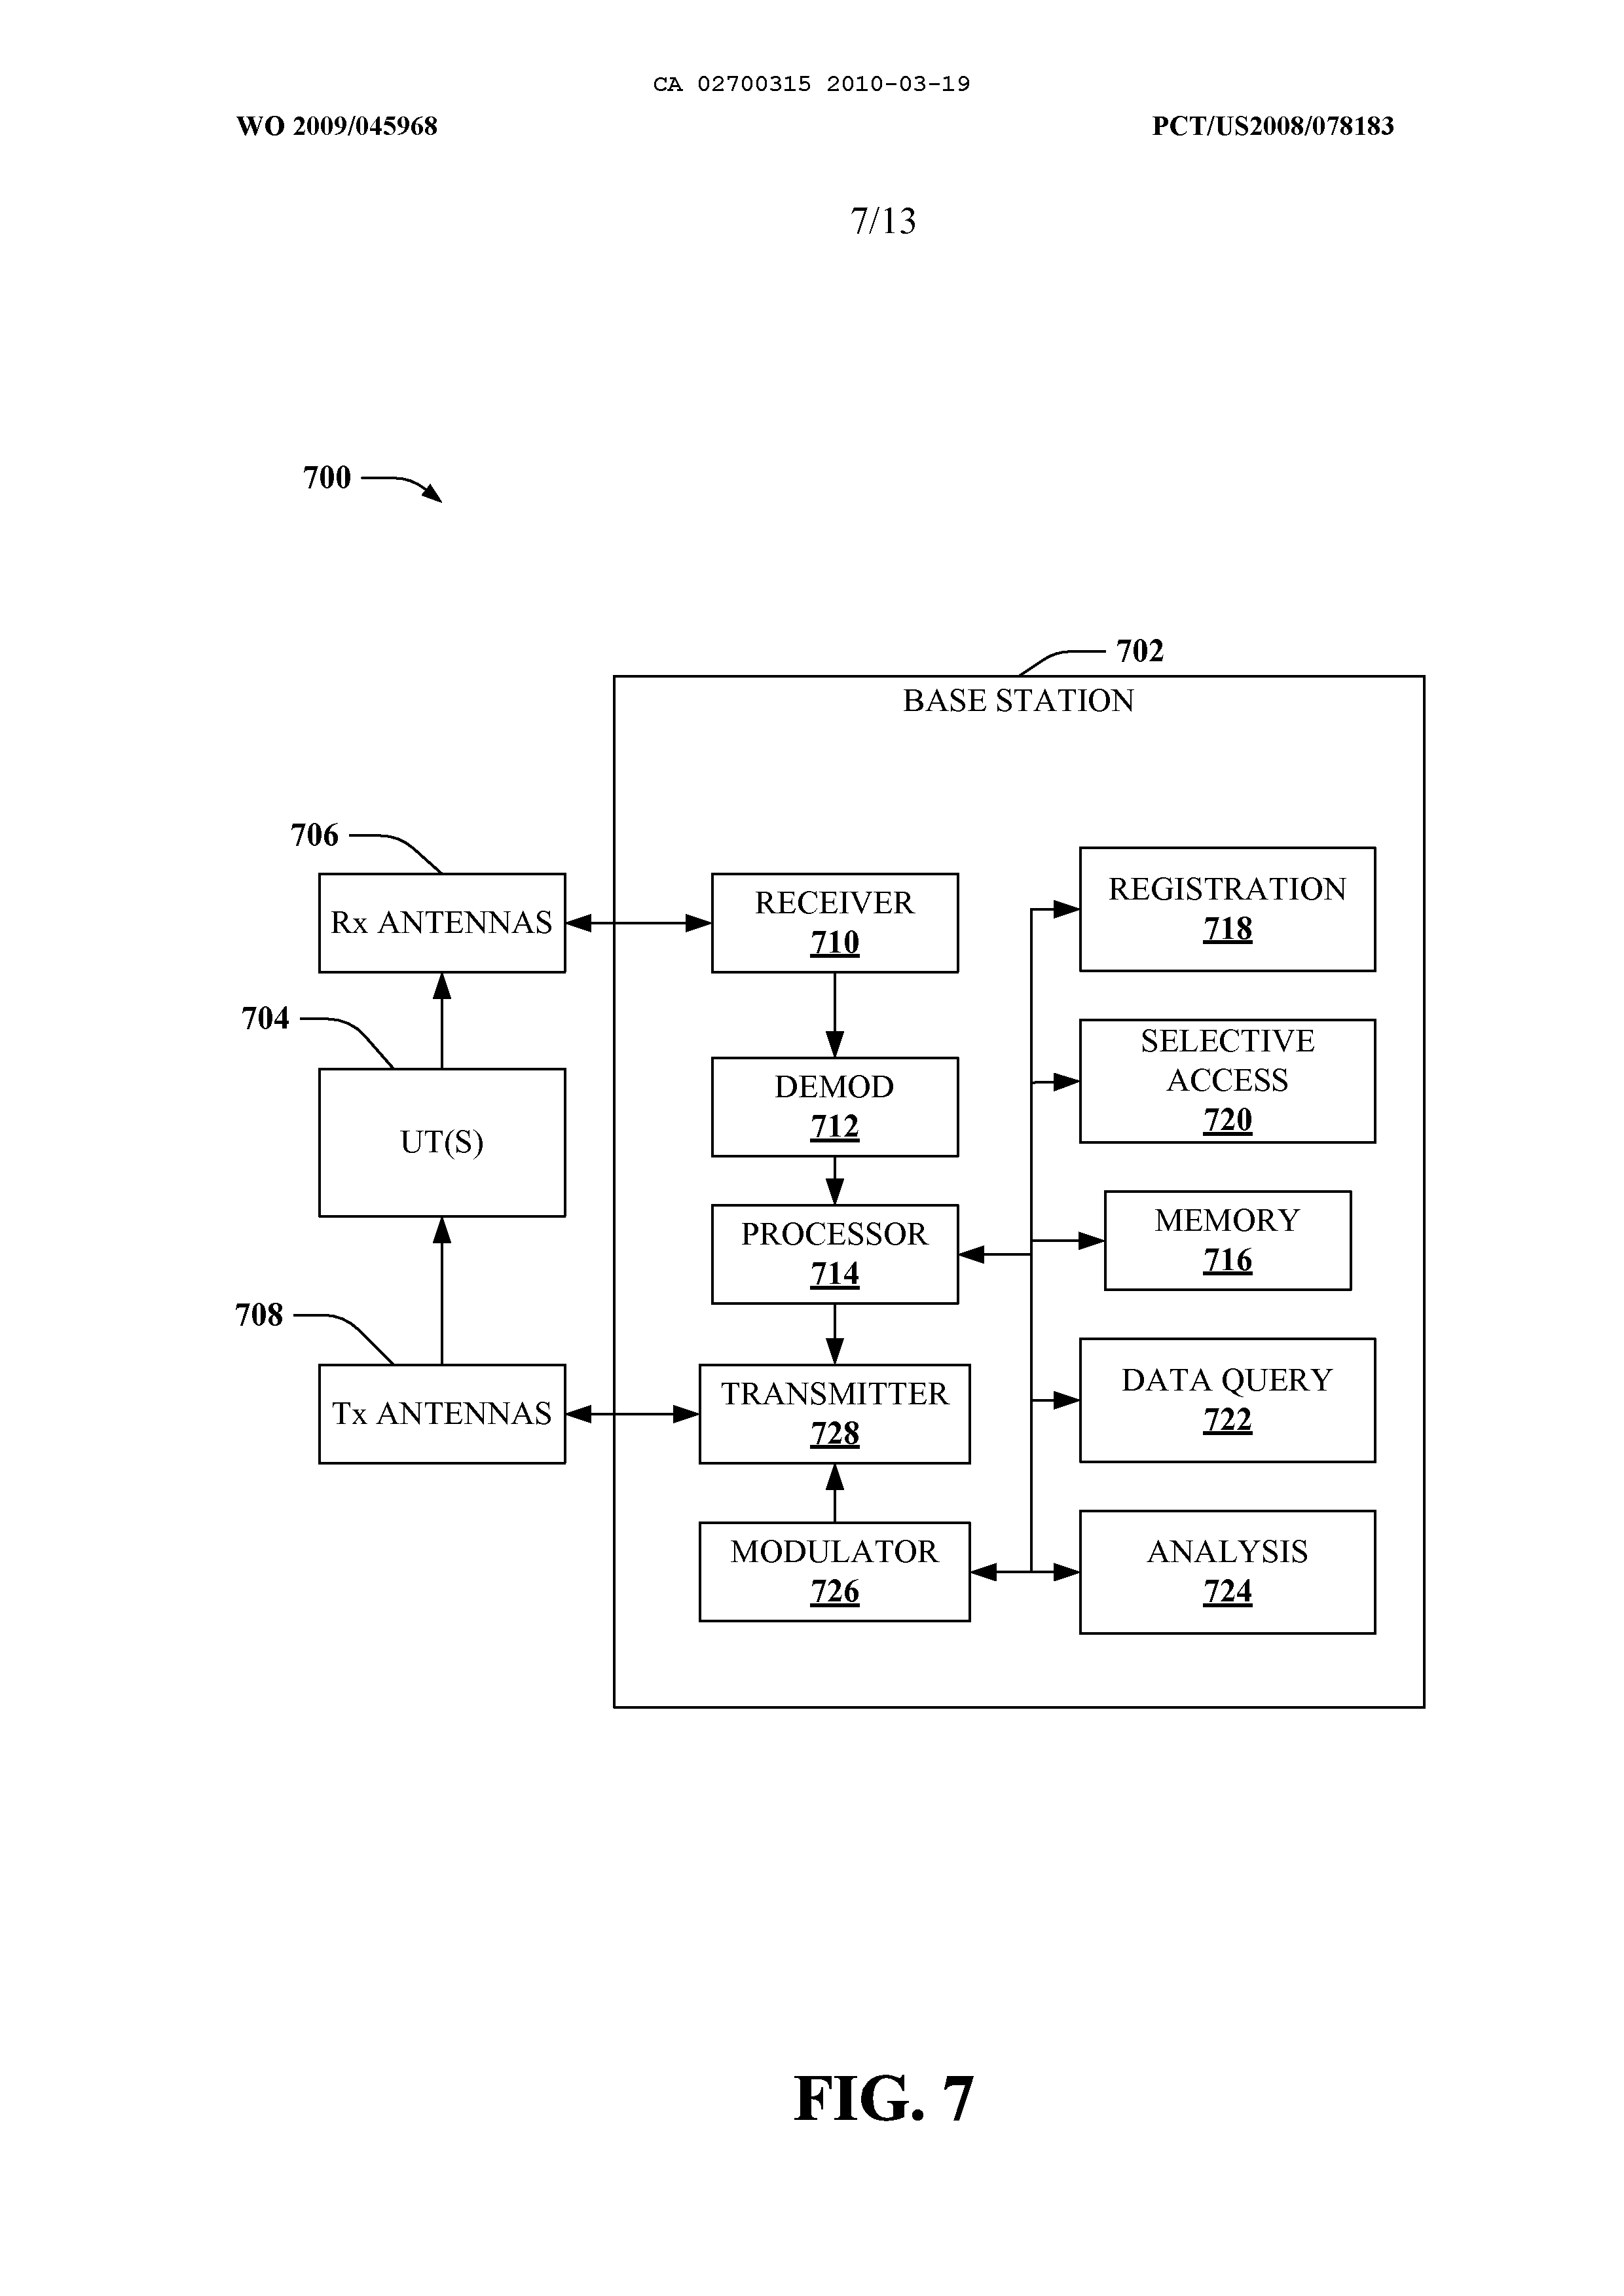 CA 02700315 2010-03-19
WO 2009/045968
PCT/US2008/078183
7/13
700
702
BASE STATION
706
Rx ANTENNAS
RECEIVER
710
REGISTRATION
718
704
UT(S)
DEMOD
712
SELECTIVE
ACCESS
720
PROCESSOR
714
MEMORY
716
708
Tx ANTENNAS
TRANSMITTER
728
DATA QUERY
722
MODULATOR
726
ANALYSIS
724
FIG. 7